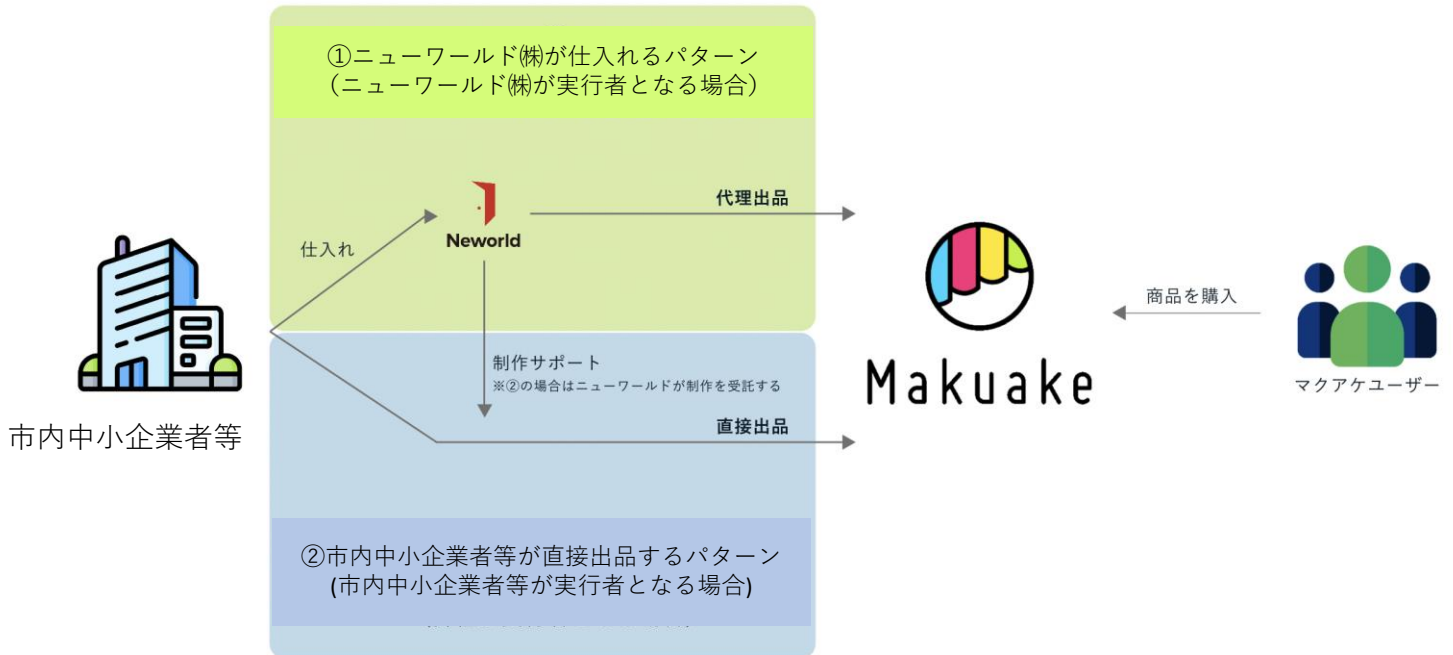 ①ニューワールド㈱が仕入れるパターン
（ニューワールド㈱が実行者となる場合）
代理出品
仕入れ
Neworld
商品を購入
制作サポート
※②の場合はニューワールドが制作を受託する
Makuake
マクアケユーザー
直接出品
市内中小企業者等
②市内中小企業者等が直接出品するパターン
(市内中小企業者等が実行者となる場合)